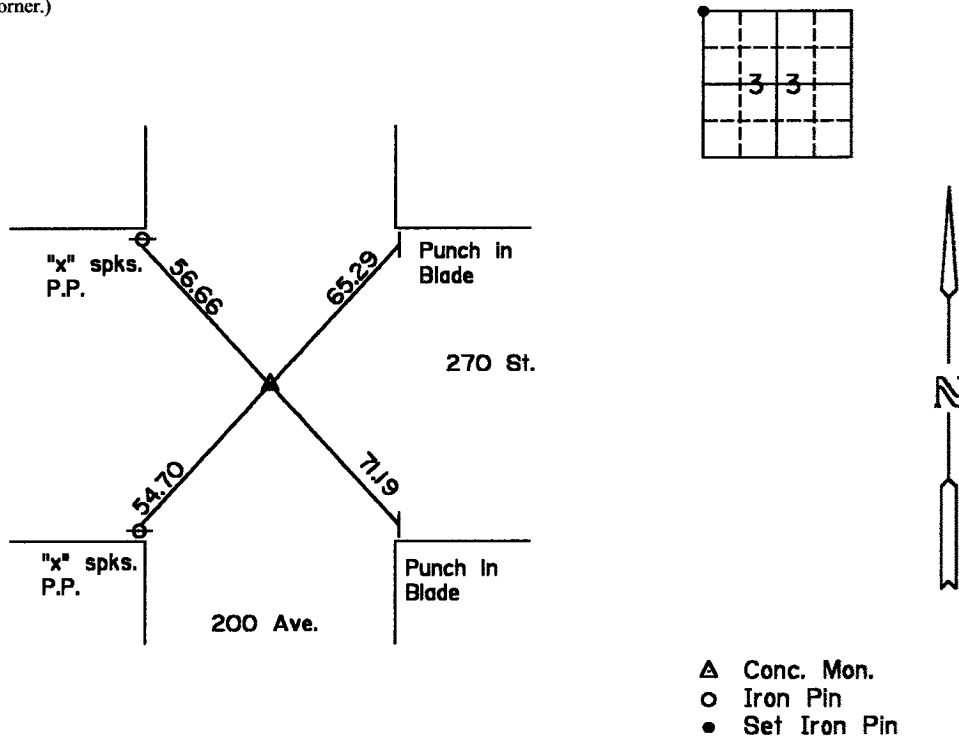 orner.)
3 3
"x" spks.
P.P.
56.66
65.29
Punch in
Blade
270 St.
N
54.70
71.19
"x" spks.
P.P.
Punch in
Blade
200 Ave.
Conc. Mon.
Iron Pin
Set Iron Pin